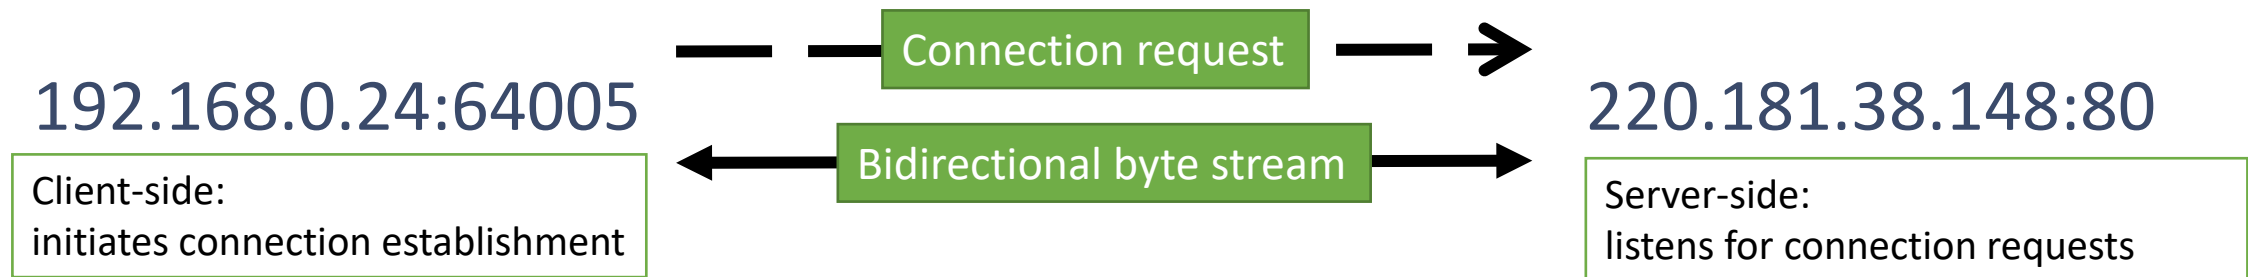 Connection request
192.168.0.24:64005
220.181.38.148:80
Bidirectional byte stream
Client-side:
initiates connection establishment
Server-side:
listens for connection requests